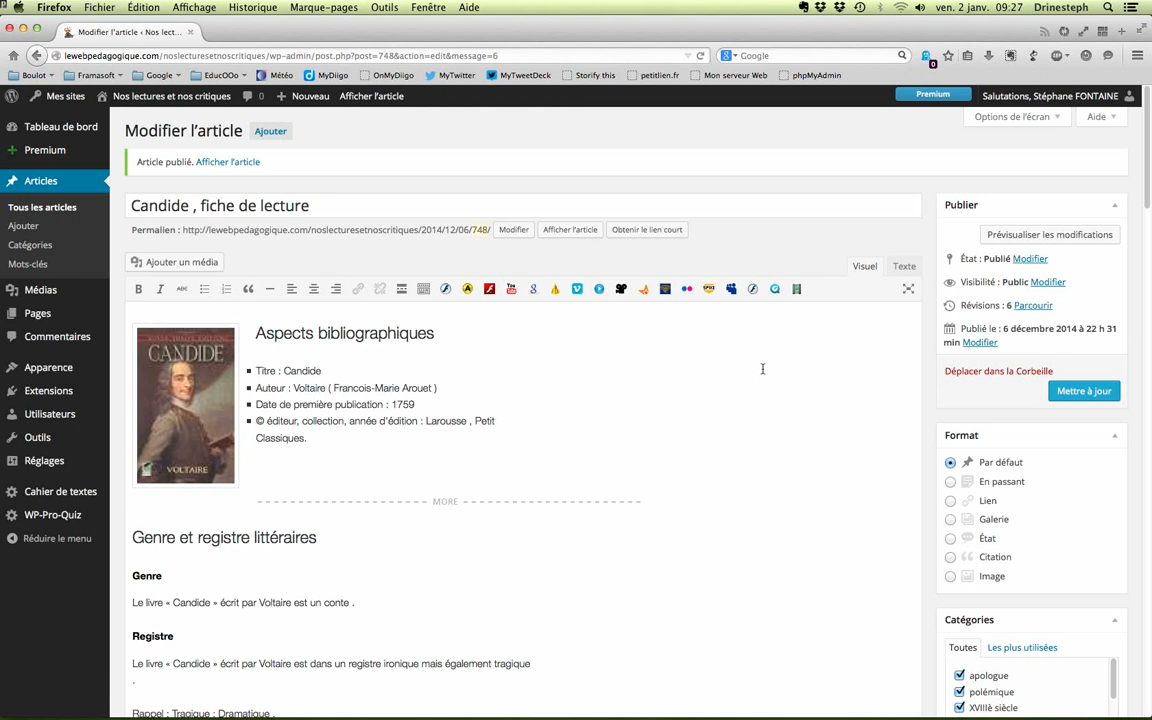 Firefox Fichier Édition Affichage Historique Marque-pages Outils Fenêtre Aide ven. 2 janv. 09:27 Drinesteph
Modifier l'article ‹ Nos lect...
lewebpedagogique.com/noslecturesetnoscritiques/wp-admin/post.php?post=748&action=edit&message=6
Google
Boulot Framasoft Google EducOOo Météo MyDiigo OnMyDiigo MyTwitter MyTweetDeck Storify this petitlien.fr Mon serveur Web phpMyAdmin
0
Mes sites Nos lectures et nos critiques 0 Nouveau Afficher l'article Premium Salutations, Stéphane FONTAINE
Options de l'écran Aide
Tableau de bord
Premium
Articles
Tous les articles
Ajouter
Catégories
Mots-clés
Médias
Pages
Commentaires
Apparence
Extensions
Utilisateurs
Outils
Réglages
Cahier de textes
WP-Pro-Quiz
Réduire le menu
Modifier l'article Ajouter
Article publié. Afficher l'article
Candide , fiche de lecture
Permalien : http://lewebpedagogique.com/noslecturesetnoscritiques/2014/12/06/748/ Modifier Afficher l'article Obtenir le lien court
Ajouter un média
Visuel Texte
B I ABC
CANDIDE
VOLTAIRE
Aspects bibliographiques
Titre : Candide
Auteur : Voltaire ( Francois-Marie Arouet )
Date de première publication : 1759
© éditeur, collection, année d'édition : Larousse , Petit
Classiques.
MORE
Genre et registre littéraires
Genre
Le livre « Candide » écrit par Voltaire est un conte .
Registre
Le livre « Candide » écrit par Voltaire est dans un registre ironique mais également tragique
.
Rappel : Tragique : Dramatique .
Publier
Prévisualiser les modifications
État : Publié Modifier
Visibilité : Public Modifier
Révisions : 6 Parcourir
Publié le : 6 décembre 2014 à 22 h 31
min Modifier
Déplacer dans la Corbeille
Mettre à jour
Format
Par défaut
En passant
Lien
Galerie
État
Citation
Image
Catégories
Toutes Les plus utilisées
apologue
polémique
XVIIIè siècle